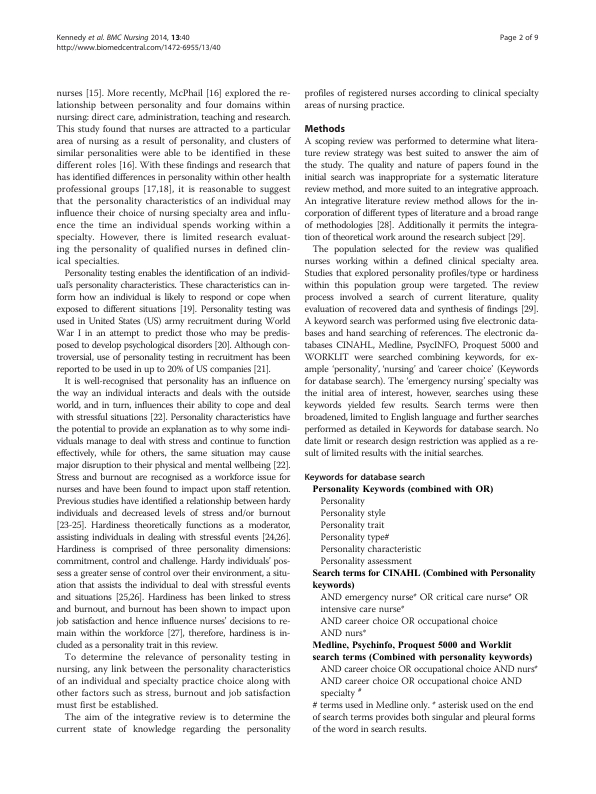 Kennedy et al. BMC Nursing 2014, 13:40
http://www.biomedcentral.com/1472-6955/13/40
Page 2 of 9
nurses [15]. More recently, McPhail [16] explored the re-
lationship between personality and four domains within
nursing: direct care, administration, teaching and research.
This study found that nurses are attracted to a particular
area of nursing as a result of personality, and clusters of
similar personalities were able to be identified in these
different roles [16]. With these findings and research that
has identified differences in personality within other health
professional groups [17,18], it is reasonable to suggest
that the personality characteristics of an individual may
influence their choice of nursing specialty area and influ-
ence the time an individual spends working within a
specialty. However, there is limited research evaluat-
ing the personality of qualified nurses in defined clin-
ical specialties.
Personality testing enables the identification of an individ-
ual's personality characteristics. These characteristics can in-
form how an individual is likely to respond or cope when
exposed to different situations [19]. Personality testing was
used in United States (US) army recruitment during World
War I in an attempt to predict those who may be predis-
posed to develop psychological disorders [20]. Although con-
troversial, use of personality testing in recruitment has been
reported to be used in up to 20% of US companies [21].
It is well-recognised that personality has an influence on
the way an individual interacts and deals with the outside
world, and in turn, influences their ability to cope and deal
with stressful situations [22]. Personality characteristics have
the potential to provide an explanation as to why some indi-
viduals manage to deal with stress and continue to function
effectively, while for others, the same situation may cause
major disruption to their physical and mental wellbeing [22].
Stress and burnout are recognised as a workforce issue for
nurses and have been found to impact upon staff retention.
Previous studies have identified a relationship between hardy
individuals and decreased levels of stress and/or burnout
[23-25]. Hardiness theoretically functions as a moderator,
assisting individuals in dealing with stressful events [24,26].
Hardiness is comprised of three personality dimensions:
commitment, control and challenge. Hardy individuals' pos-
sess a greater sense of control over their environment, a situ-
ation that assists the individual to deal with stressful events
and situations [25,26]. Hardiness has been linked to stress
and burnout, and burnout has been shown to impact upon
job satisfaction and hence influence nurses' decisions to re-
main within the workforce [27], therefore, hardiness is in-
cluded as a personality trait in this review.
To determine the relevance of personality testing in
nursing, any link between the personality characteristics
of an individual and specialty practice choice along with
other factors such as stress, burnout and job satisfaction
must first be established.
The aim of the integrative review is to determine the
current state of knowledge regarding the personality
profiles of registered nurses according to clinical specialty
areas of nursing practice.
Methods
A scoping review was performed to determine what litera-
ture review strategy was best suited to answer the aim of
the study. The quality and nature of papers found in the
initial search was inappropriate for a systematic literature
review method, and more suited to an integrative approach.
An integrative literature review method allows for the in-
corporation of different types of literature and a broad range
of methodologies [28]. Additionally it permits the integra-
tion of theoretical work around the research subject [29].
The population selected for the review was qualified
nurses working within a defined clinical specialty area.
Studies that explored personality profiles/type or hardiness
within this population group were targeted. The review
process involved a search of current literature, quality
evaluation of recovered data and synthesis of findings [29].
A keyword search was performed using five electronic data-
bases and hand searching of references. The electronic da-
tabases CINAHL, Medline, PsycINFO, Proquest 5000 and
WORKLIT were searched combining keywords, for ex-
ample 'personality', 'nursing' and 'career choice' (Keywords
for database search). The 'emergency nursing' specialty was
the initial area of interest, however, searches using these
keywords yielded few results. Search terms were then
broadened, limited to English language and further searches
performed as detailed in Keywords for database search. No
date limit or research design restriction was applied as a re-
sult of limited results with the initial searches.
Keywords for database search
Personality Keywords (combined with OR)
Personality
Personality style
Personality trait
Personality type#
Personality characteristic
Personality assessment
Search terms for CINAHL (Combined with Personality
keywords)
AND emergency nurse* OR critical care nurse* OR
intensive care nurse*
AND career choice OR occupational choice
AND nurs*
Medline, Psychinfo, Proquest 5000 and Worklit
search terms (Combined with personality keywords)
AND career choice OR occupational choice AND nurs*
AND career choice OR occupational choice AND
specialty #
# terms used in Medline only. * asterisk used on the end
of search terms provides both singular and pleural forms
of the word in search results.